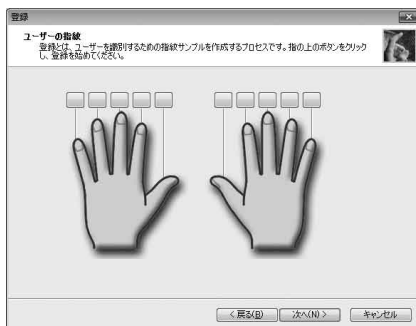 登録
ユーザーの指紋
登録とは、ユーザーを識別するための指紋サンプルを作成するプロセスです。指の上のボタンをクリック
し、登録を始めてください。
< 戻る(B)
次へ(N) >
キャンセル